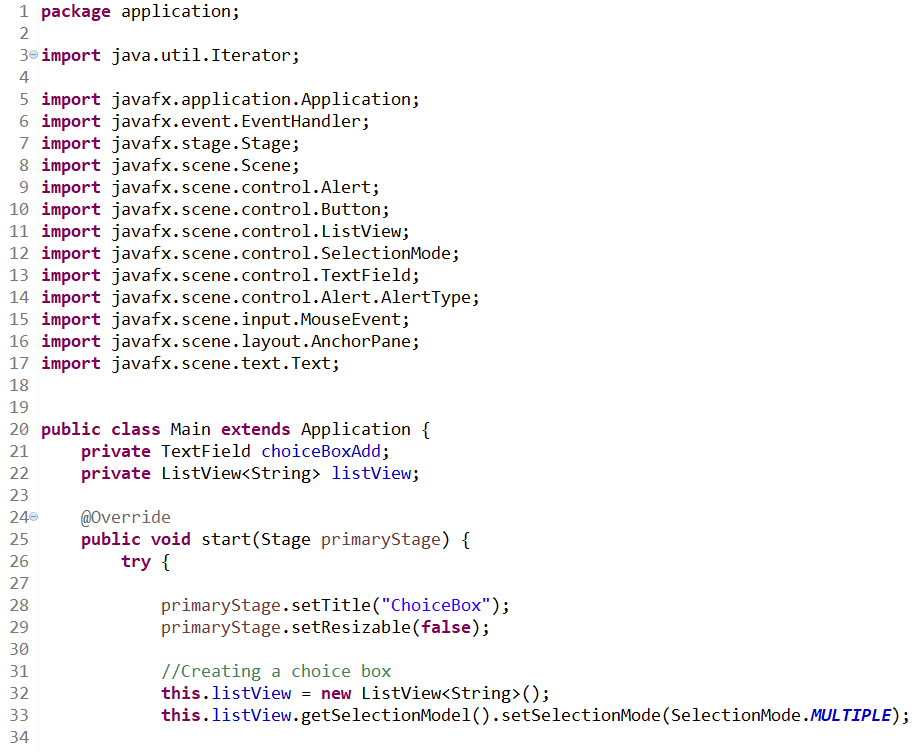 1 package application;
2
3 import java.util.Iterator;
4
5 import javafx.application.Application;
6 import javafx.event.EventHandler;
7 import javafx.stage.Stage;
8 import javafx.scene.Scene;
9 import javafx.scene.control.Alert;
10 import javafx.scene.control.Button;
11 import javafx.scene.control.ListView;
12 import javafx.scene.control.SelectionMode;
13 import javafx.scene.control.TextField;
14 import javafx.scene.control.Alert.AlertType;
15 import javafx.scene.input.MouseEvent;
16 import javafx.scene.layout.AnchorPane;
17 import javafx.scene.text.Text;
18
19
20 public class Main extends Application {
21     private TextField choiceBoxAdd;
22     private ListView<String> listView;
23
24     @Override
25     public void start(Stage primaryStage) {
26         try {
27
28             primaryStage.setTitle("ChoiceBox");
29             primaryStage.setResizable(false);
30
31             //Creating a choice box
32             this.listView = new ListView<String>();
33             this.listView.getSelectionModel().setSelectionMode(SelectionMode.MULTIPLE);
34